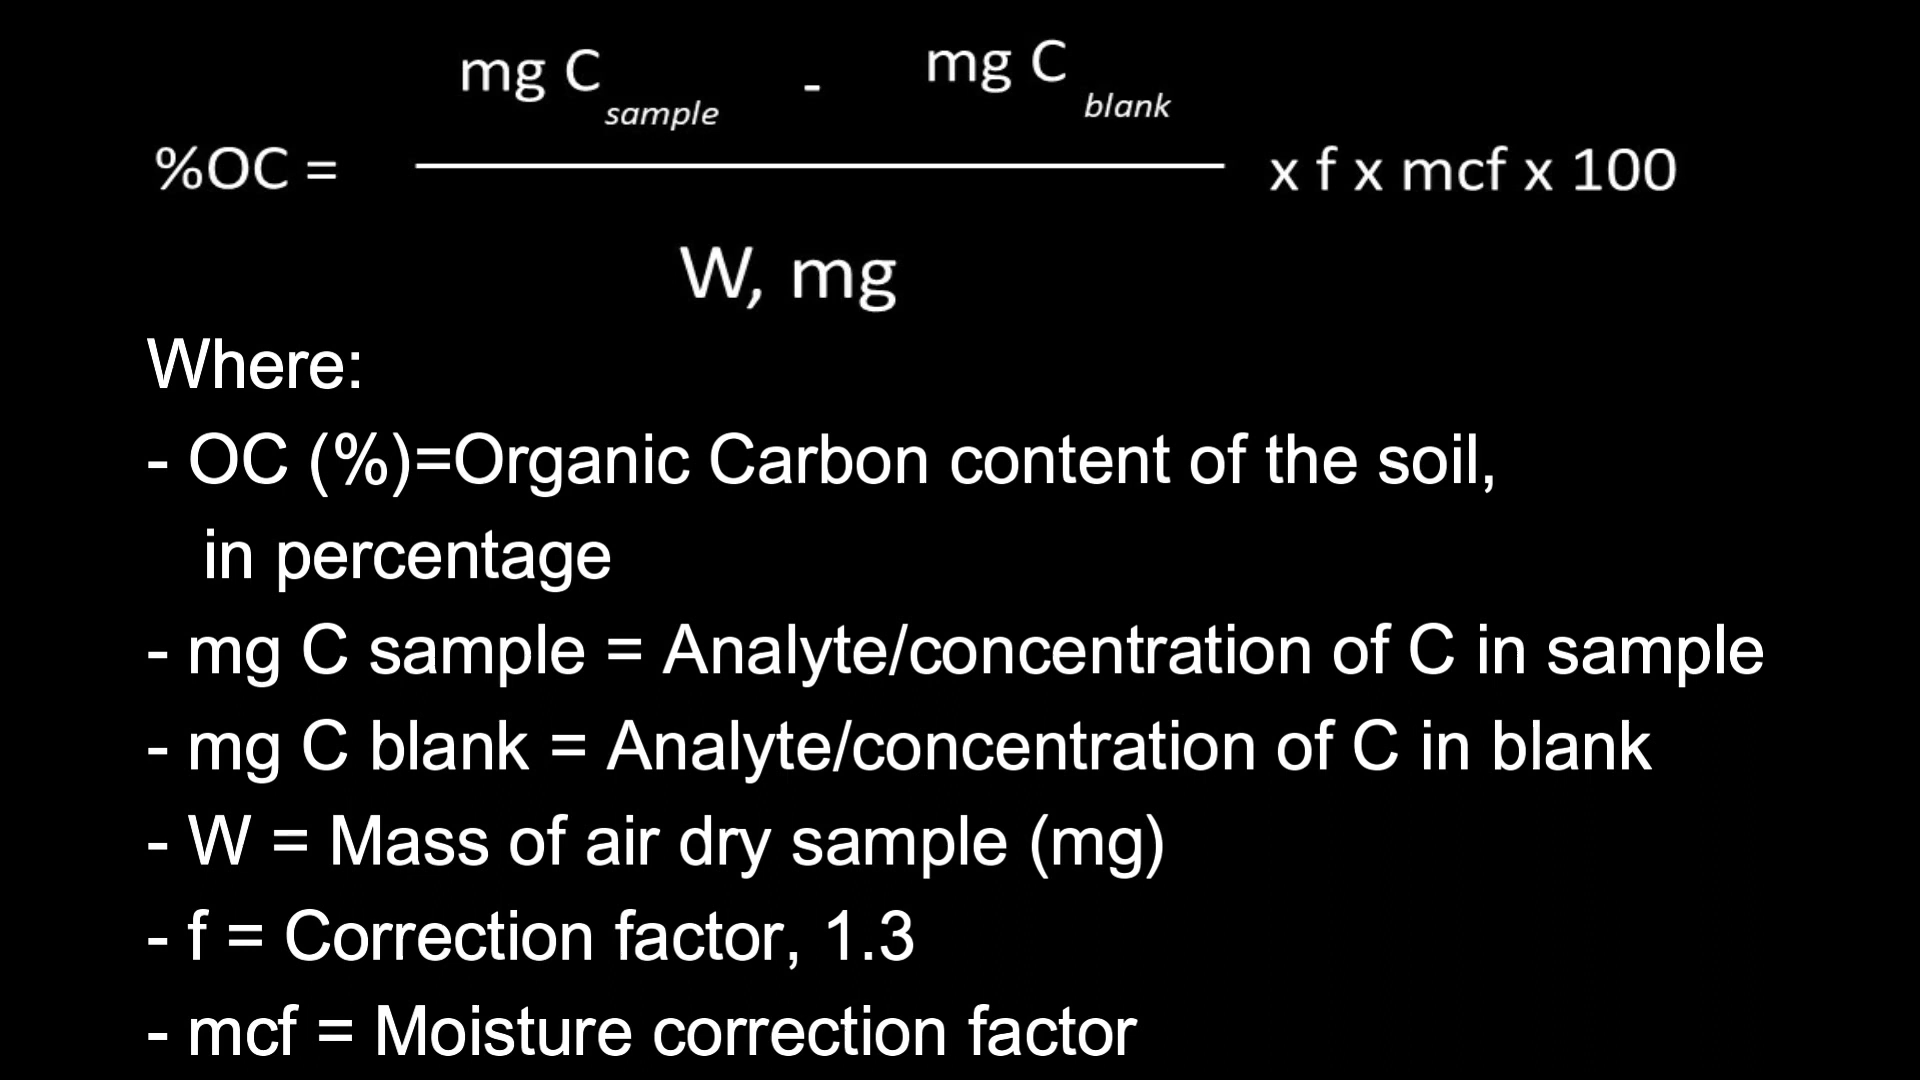 mg C sample - mg C blank
%OC = x f x mcf x 100
W, mg
Where:
- OC (%)=Organic Carbon content of the soil,
in percentage
- mg C sample = Analyte/concentration of C in sample
- mg C blank = Analyte/concentration of C in blank
- W = Mass of air dry sample (mg)
- f = Correction factor, 1.3
- mcf = Moisture correction factor